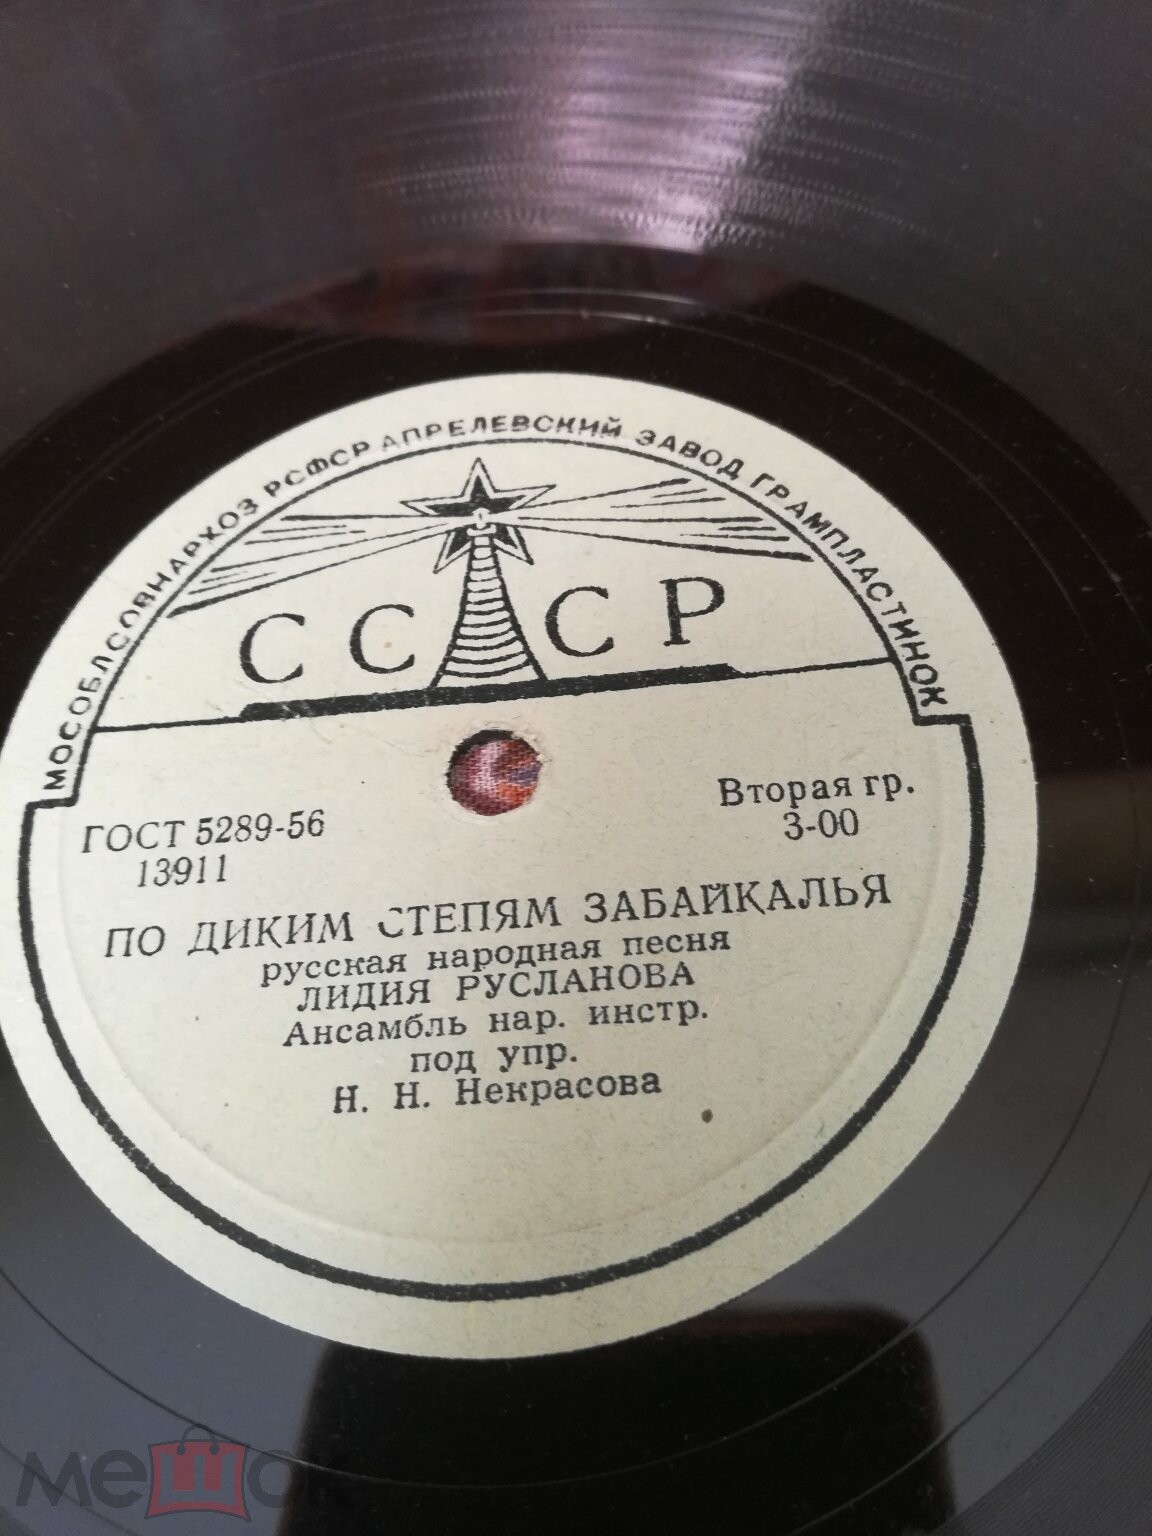 МОСОБЛСОВНАРХОЗ РСФСР АПРЕЛЕВСКИЙ ЗАВОД ГРАМПЛАСТИНОК
СССР
ГОСТ 5289-56
13911
Вторая гр.
3-00
ПО ДИКИМ СТЕПЯМ ЗАБАЙКАЛЬЯ
русская народная песня
ЛИДИЯ РУСЛАНОВА
Ансамбль нар. инстр.
под упр.
Н. Н. Некрасова
мешок